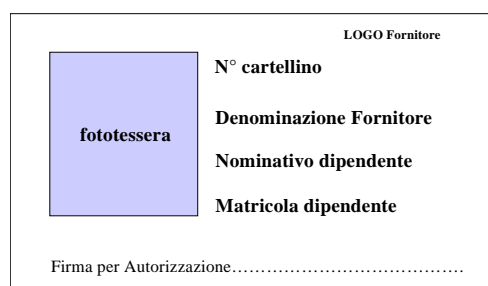 LOGO Fornitore
N° cartellino
Denominazione Fornitore
fototessera
Nominativo dipendente
Matricola dipendente
Firma per Autorizzazione…………………………………